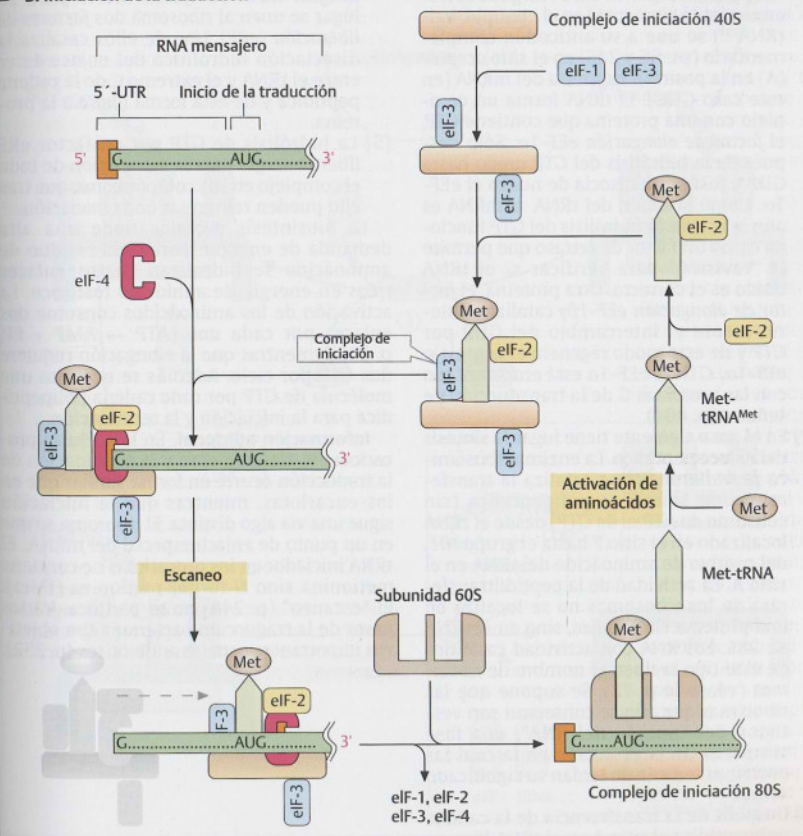 RNA mensajero
5´-UTR
Inicio de la traducción
5'
G
AUG
3'
eIF-4
Complejo de iniciación 40S
eIF-1
eIF-3
eIF-3
eIF-3
Complejo de
iniciación
eIF-3
eIF-2
Met
eIF-2
eIF-2
Met
Met-
tRNA
Met
Activación de
aminoácidos
Met
Met-tRNA
Met
eIF-2
eIF-3
G
AUG
3'
eIF-3
Escaneo
Subunidad 60S
Met
eIF-2
F-3
G
AUG
3'
eIF-3
eIF-1, eIF-2
eIF-3, eIF-4
Met
G
AUG
Complejo de iniciación 80S